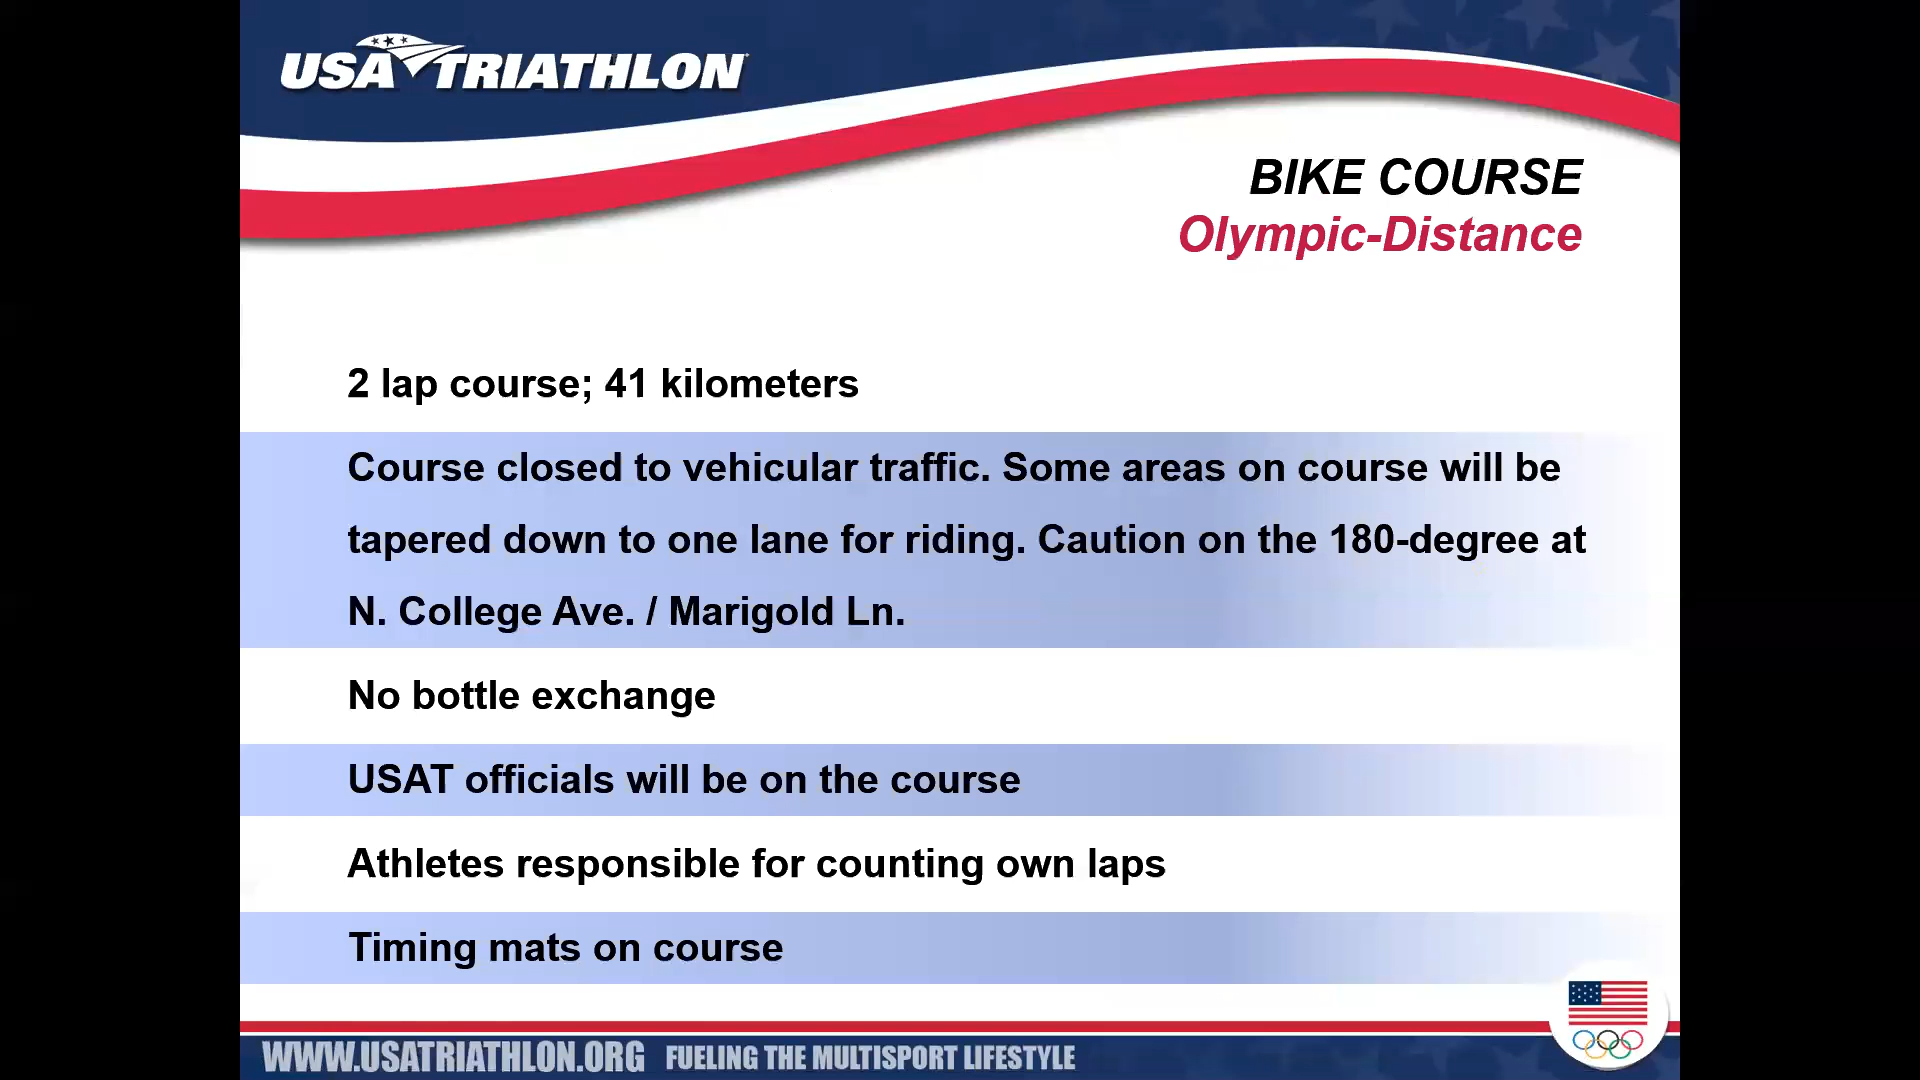 USA TRIATHLON
BIKE COURSE
Olympic-Distance
2 lap course; 41 kilometers
Course closed to vehicular traffic. Some areas on course will be
tapered down to one lane for riding. Caution on the 180-degree at
N. College Ave. / Marigold Ln.
No bottle exchange
USAT officials will be on the course
Athletes responsible for counting own laps
Timing mats on course
WWW.USATRIATHLON.ORG FUELING THE MULTISPORT LIFESTYLE